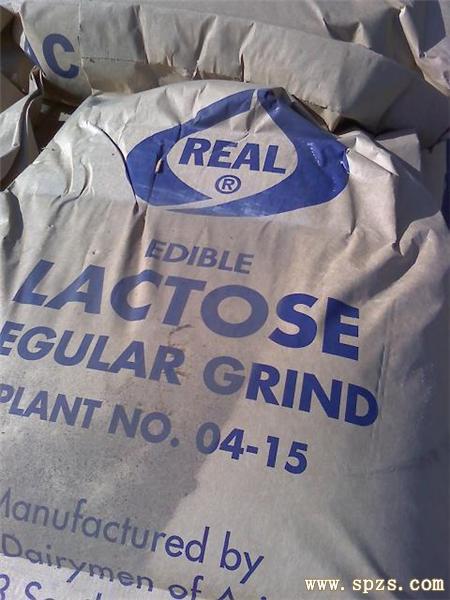 REAL
®
EDIBLE
LACTOSE
EGULAR GRIND
PLANT NO. 04-15
Manufactured by
Dairymen of
www.spzs.com